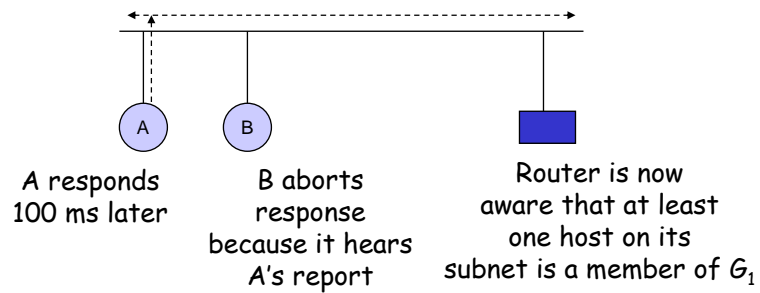 A
B
A responds
100 ms later
B aborts
response
because it hears
A's report
Router is now
aware that at least
one host on its
subnet is a member of G₁